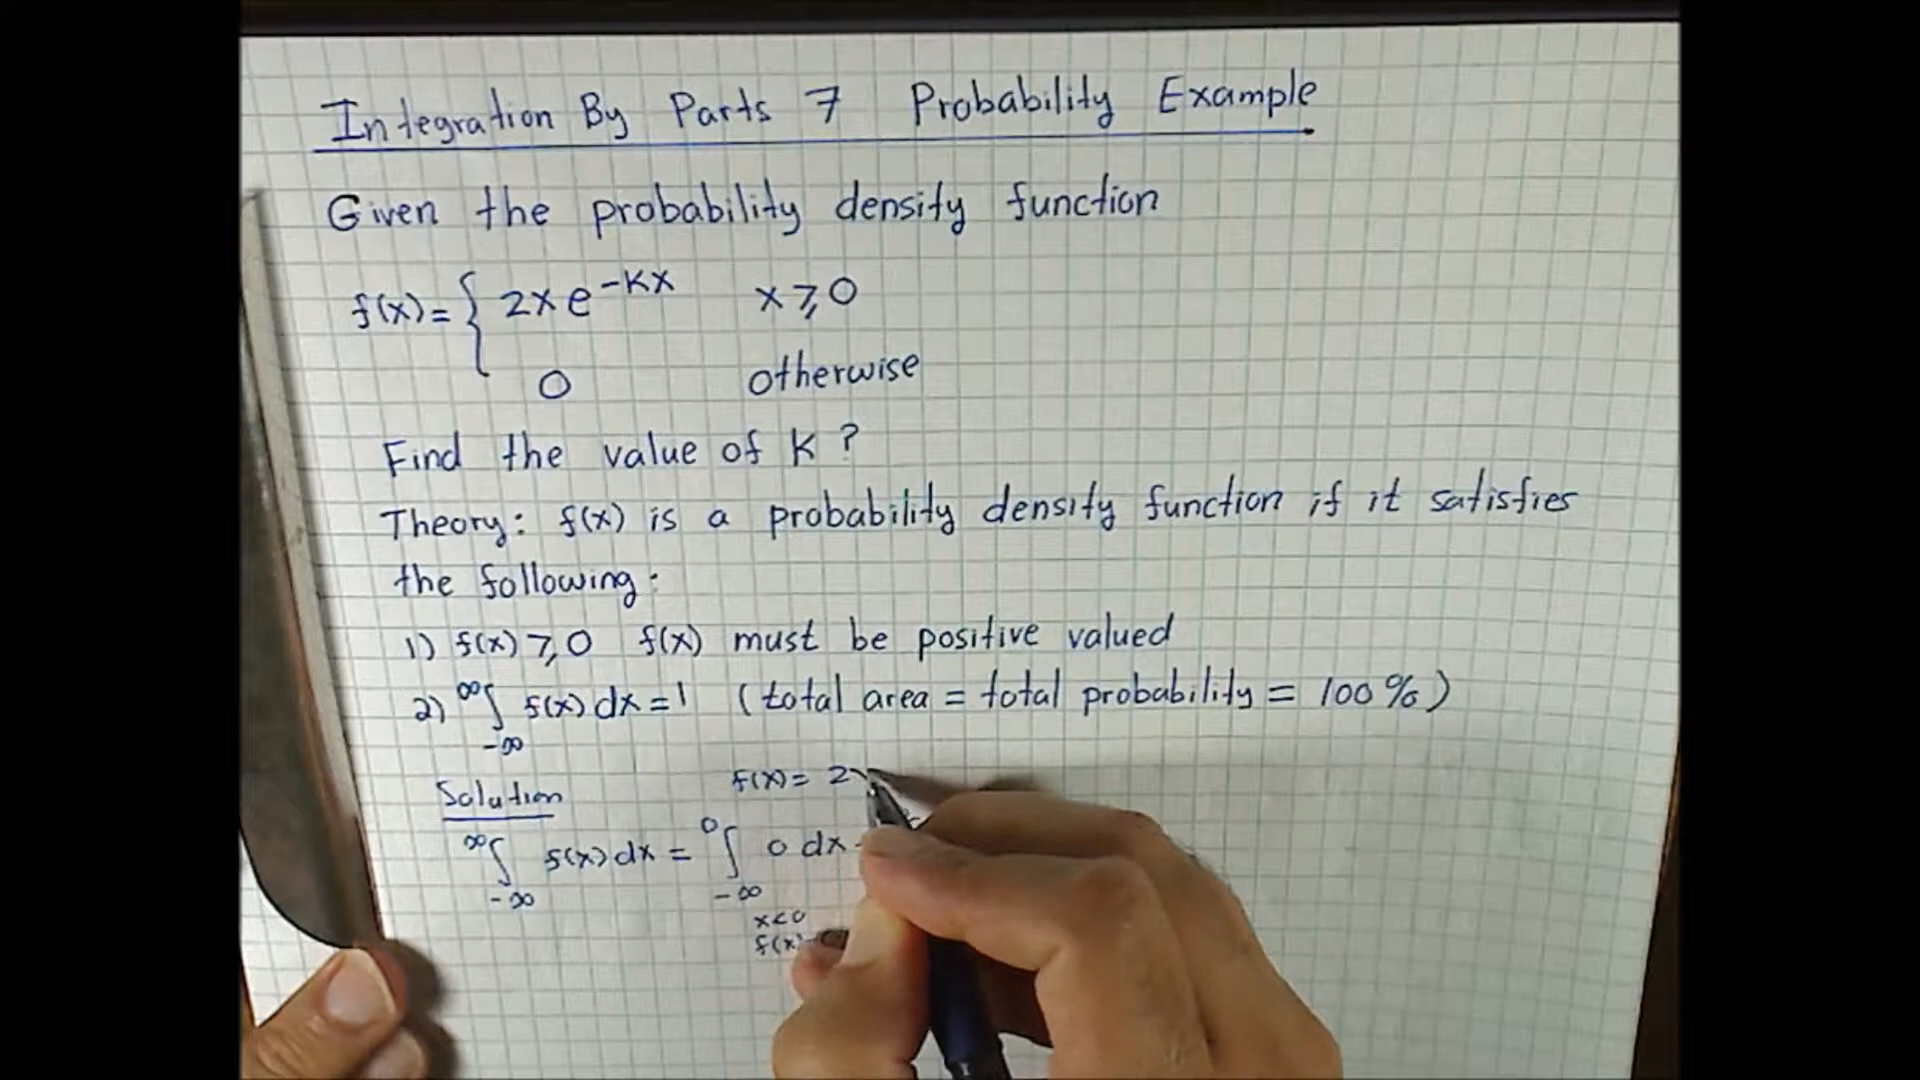 Integration By Parts 7 Probability Example
Given the probability density function
f(x) = { 2xe^-kx x ≥ 0
0 otherwise
Find the value of k ?
Theory: f(x) is a probability density function if it satisfies
the following:
1) f(x) ≥ 0 f(x) must be positive valued
2) ∞∫-∞ f(x) dx = 1 (total area = total probability = 100 %)
Solution
f(x) = 2
∞∫-∞ f(x) dx = 0∫-∞ 0 dx
x<0
f(x)